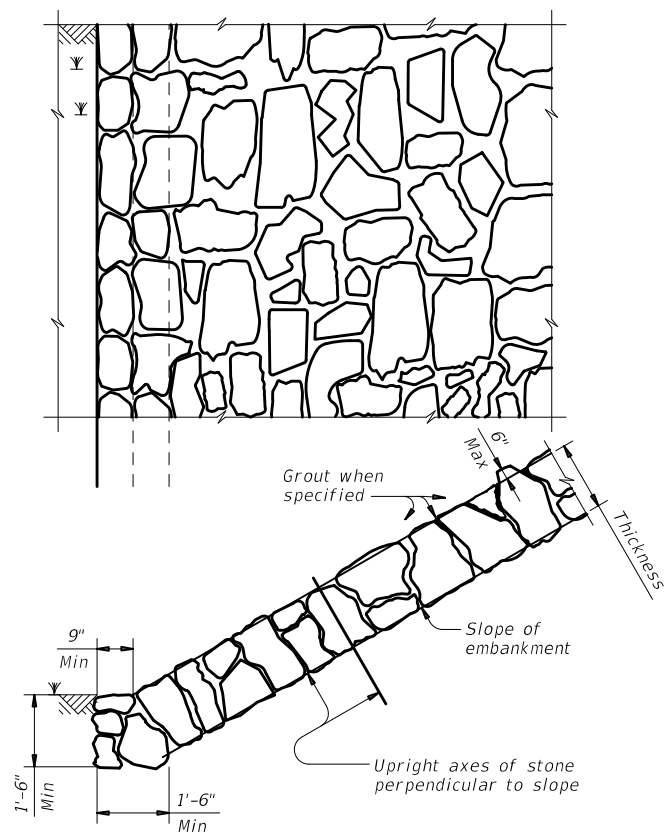 6"
Max
Grout when
specified
Thickness
9"
Min
Slope of
embankment
1'-6"
Min
Upright axes of stone
perpendicular to slope
1'-6"
Min